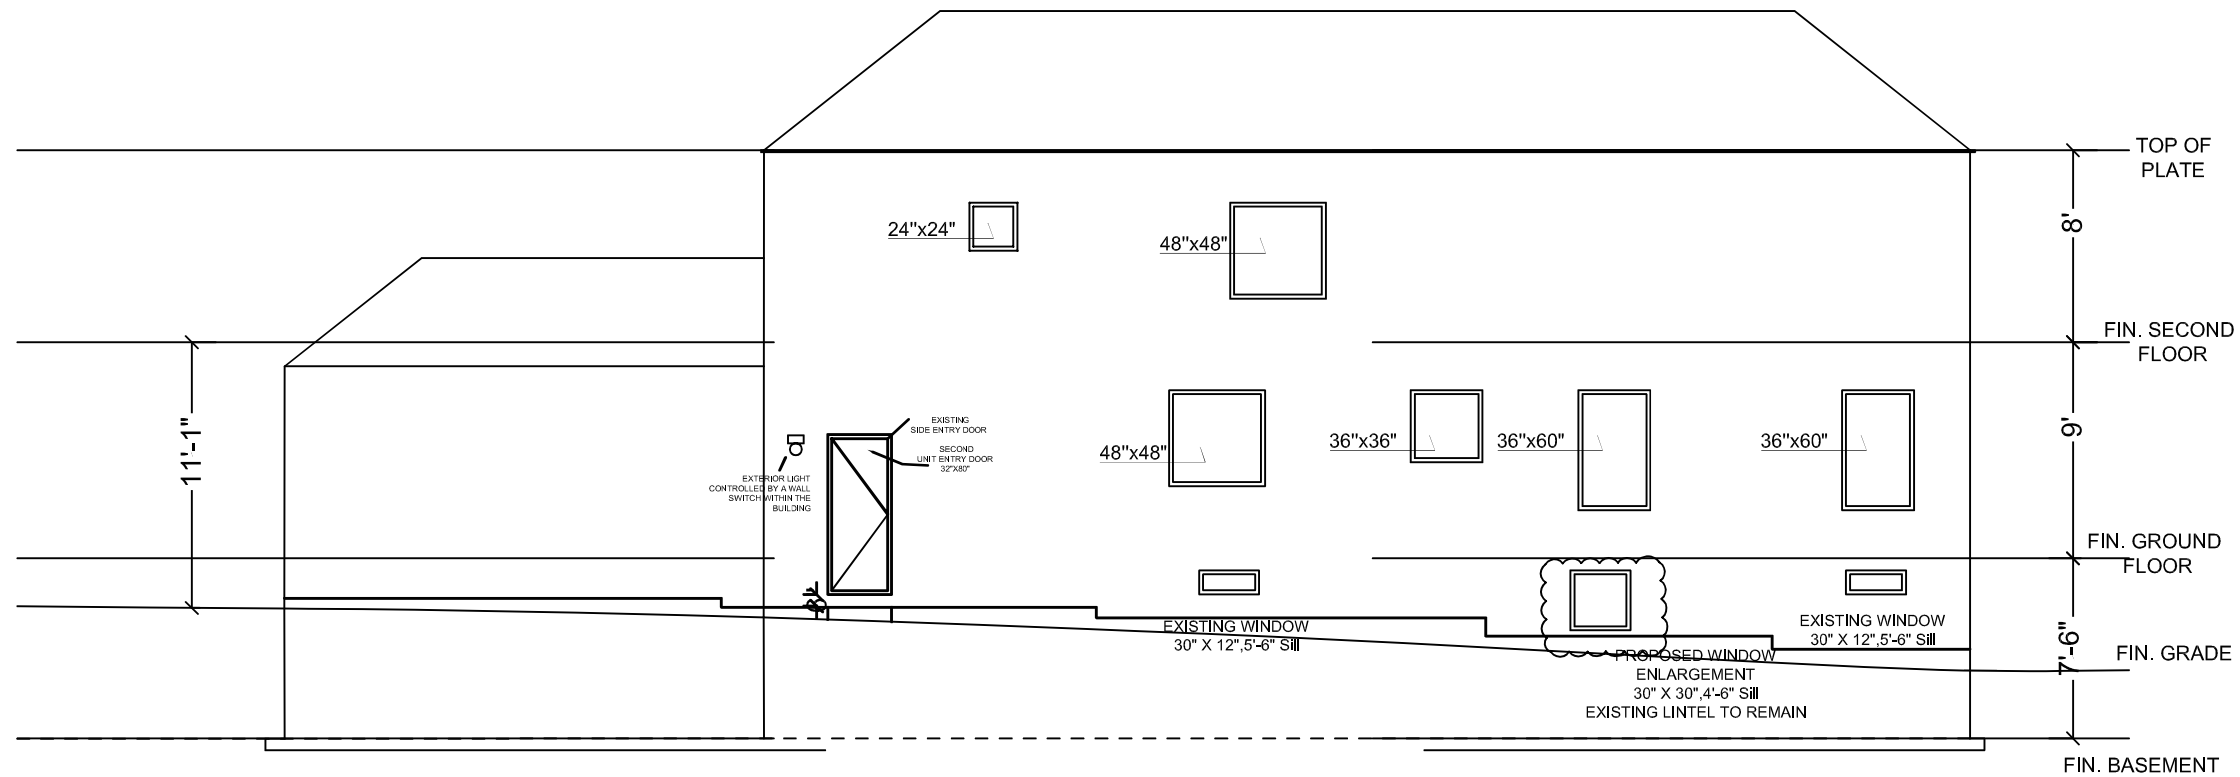 TOP OF
PLATE
24"x24"
48"x48"
8'
FIN. SECOND
FLOOR
11'-1"
EXISTING
SIDE ENTRY DOOR
SECOND
UNIT ENTRY DOOR
32"X80"
EXTERIOR LIGHT
CONTROLLED BY A WALL
SWITCH WITHIN THE
BUILDING
48"x48"
36"x36"
36"x60"
36"x60"
9'
FIN. GROUND
FLOOR
EXISTING WINDOW
30" X 12",5'-6" Sill
PROPOSED WINDOW
ENLARGEMENT
30" X 30",4'-6" Sill
EXISTING LINTEL TO REMAIN
EXISTING WINDOW
30" X 12",5'-6" Sill
7'-6"
FIN. GRADE
FIN. BASEMENT